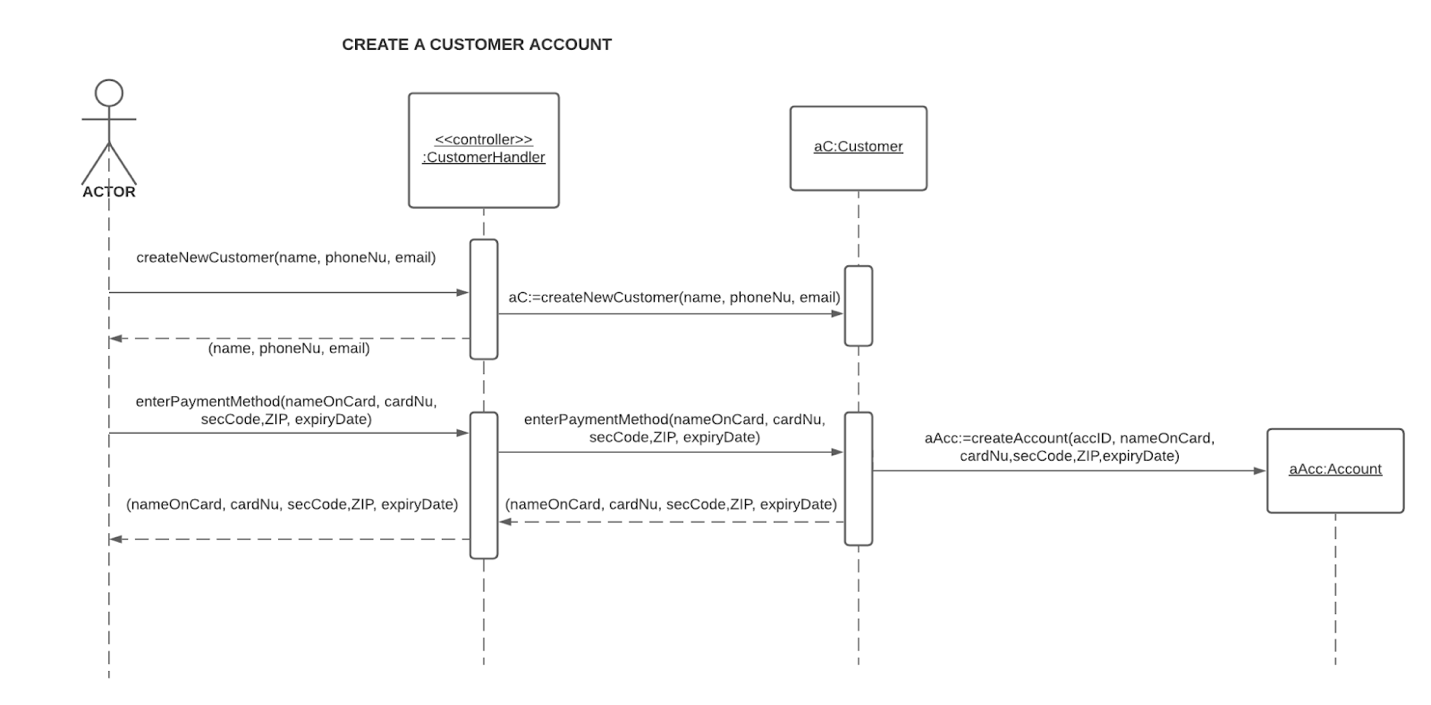 CREATE A CUSTOMER ACCOUNT
<<controller>>
:CustomerHandler
aC:Customer
ACTOR
createNewCustomer(name, phoneNu, email)
aC:=createNewCustomer(name, phoneNu, email)
(name, phoneNu, email)
enterPaymentMethod(nameOnCard, cardNu,
secCode,ZIP, expiryDate)
enterPaymentMethod(nameOnCard, cardNu,
secCode,ZIP, expiryDate)
aAcc:=createAccount(accID, nameOnCard,
cardNu,secCode,ZIP,expiryDate)
aAcc:Account
(nameOnCard, cardNu, secCode,ZIP, expiryDate)
(nameOnCard, cardNu, secCode,ZIP, expiryDate)